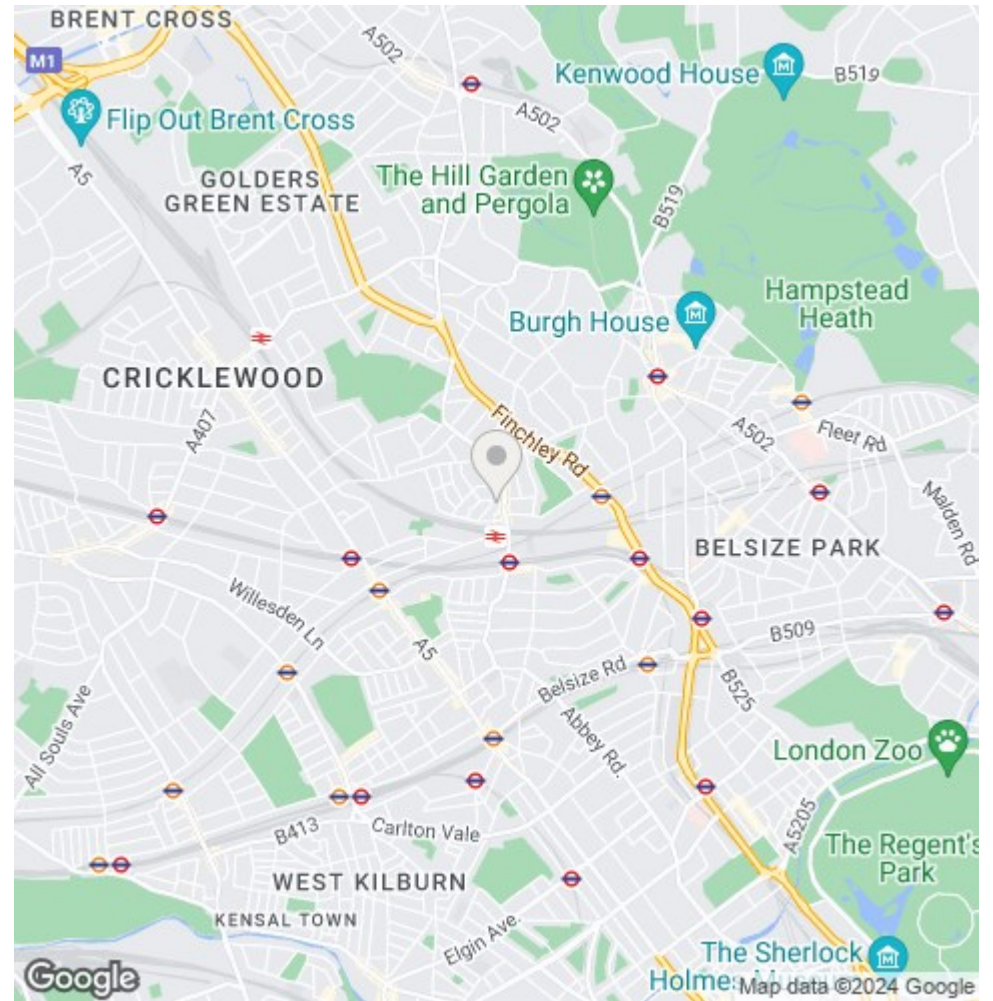 BRENT CROSS
M1
A502
Kenwood House
B519
Flip Out Brent Cross
A502
A5
GOLDERS
GREEN ESTATE
The Hill Garden
and Pergola
B519
Hampstead
Heath
Burgh House
CRICKLEWOOD
A407
Finchley Rd
A502
Fleet Rd
Malden Rd
BELSIZE PARK
Willesden Ln
A5
B509
Belsize Rd
B525
All Souls Ave
Abbey Rd.
London Zoo
B413
Carlton Vale
A5205
The Regent's
Park
WEST KILBURN
KENSAL TOWN
Elgin Ave.
The Sherlock
Holmes Museum
Google
Map data ©2024 Google